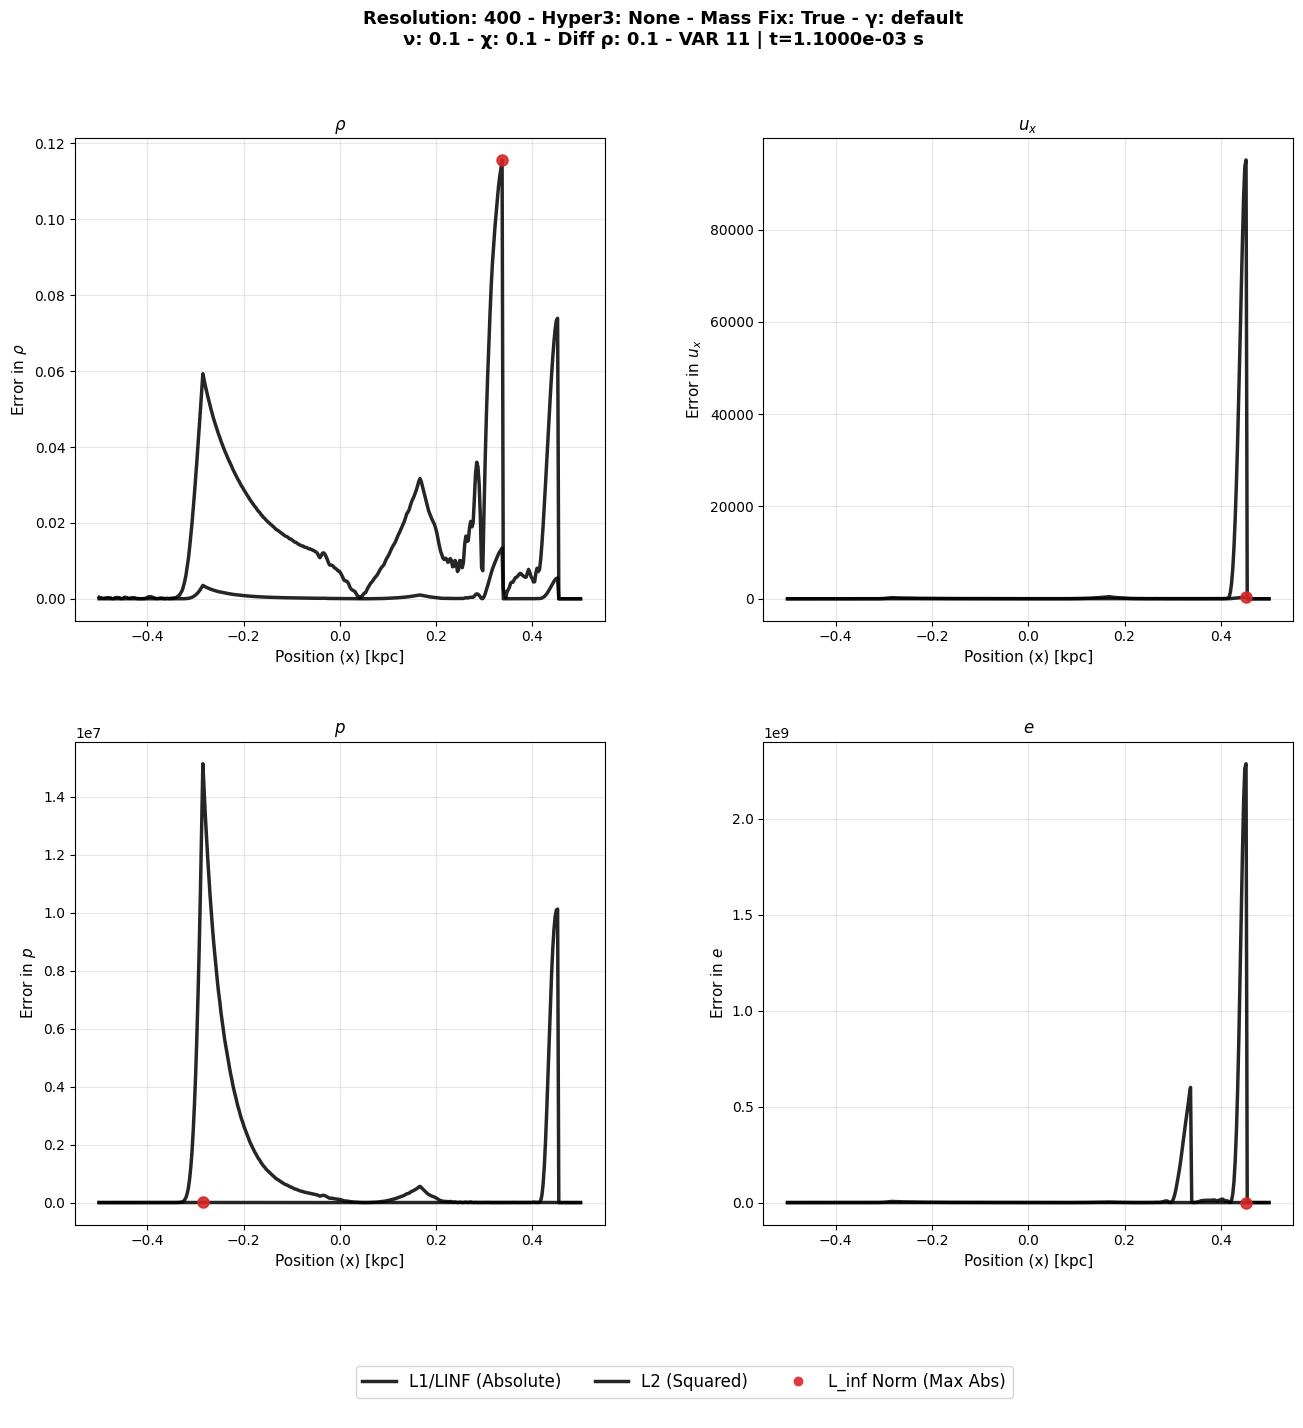 Resolution: 400 - Hyper3: None - Mass Fix: True - γ: default
ν: 0.1 - χ: 0.1 - Diff ρ: 0.1 - VAR 11 | t=1.1000e-03 s
ρ
Error in ρ
0.12
0.10
0.08
0.06
0.04
0.02
0.00
−0.4 −0.2 0.0 0.2 0.4
Position (x) [kpc]
u_x
Error in u_x
80000
60000
40000
20000
0
−0.4 −0.2 0.0 0.2 0.4
Position (x) [kpc]
p
1e7
Error in p
1.4
1.2
1.0
0.8
0.6
0.4
0.2
0.0
−0.4 −0.2 0.0 0.2 0.4
Position (x) [kpc]
e
1e9
Error in e
2.0
1.5
1.0
0.5
0.0
−0.4 −0.2 0.0 0.2 0.4
Position (x) [kpc]
L1/LINF (Absolute) L2 (Squared) L_inf Norm (Max Abs)